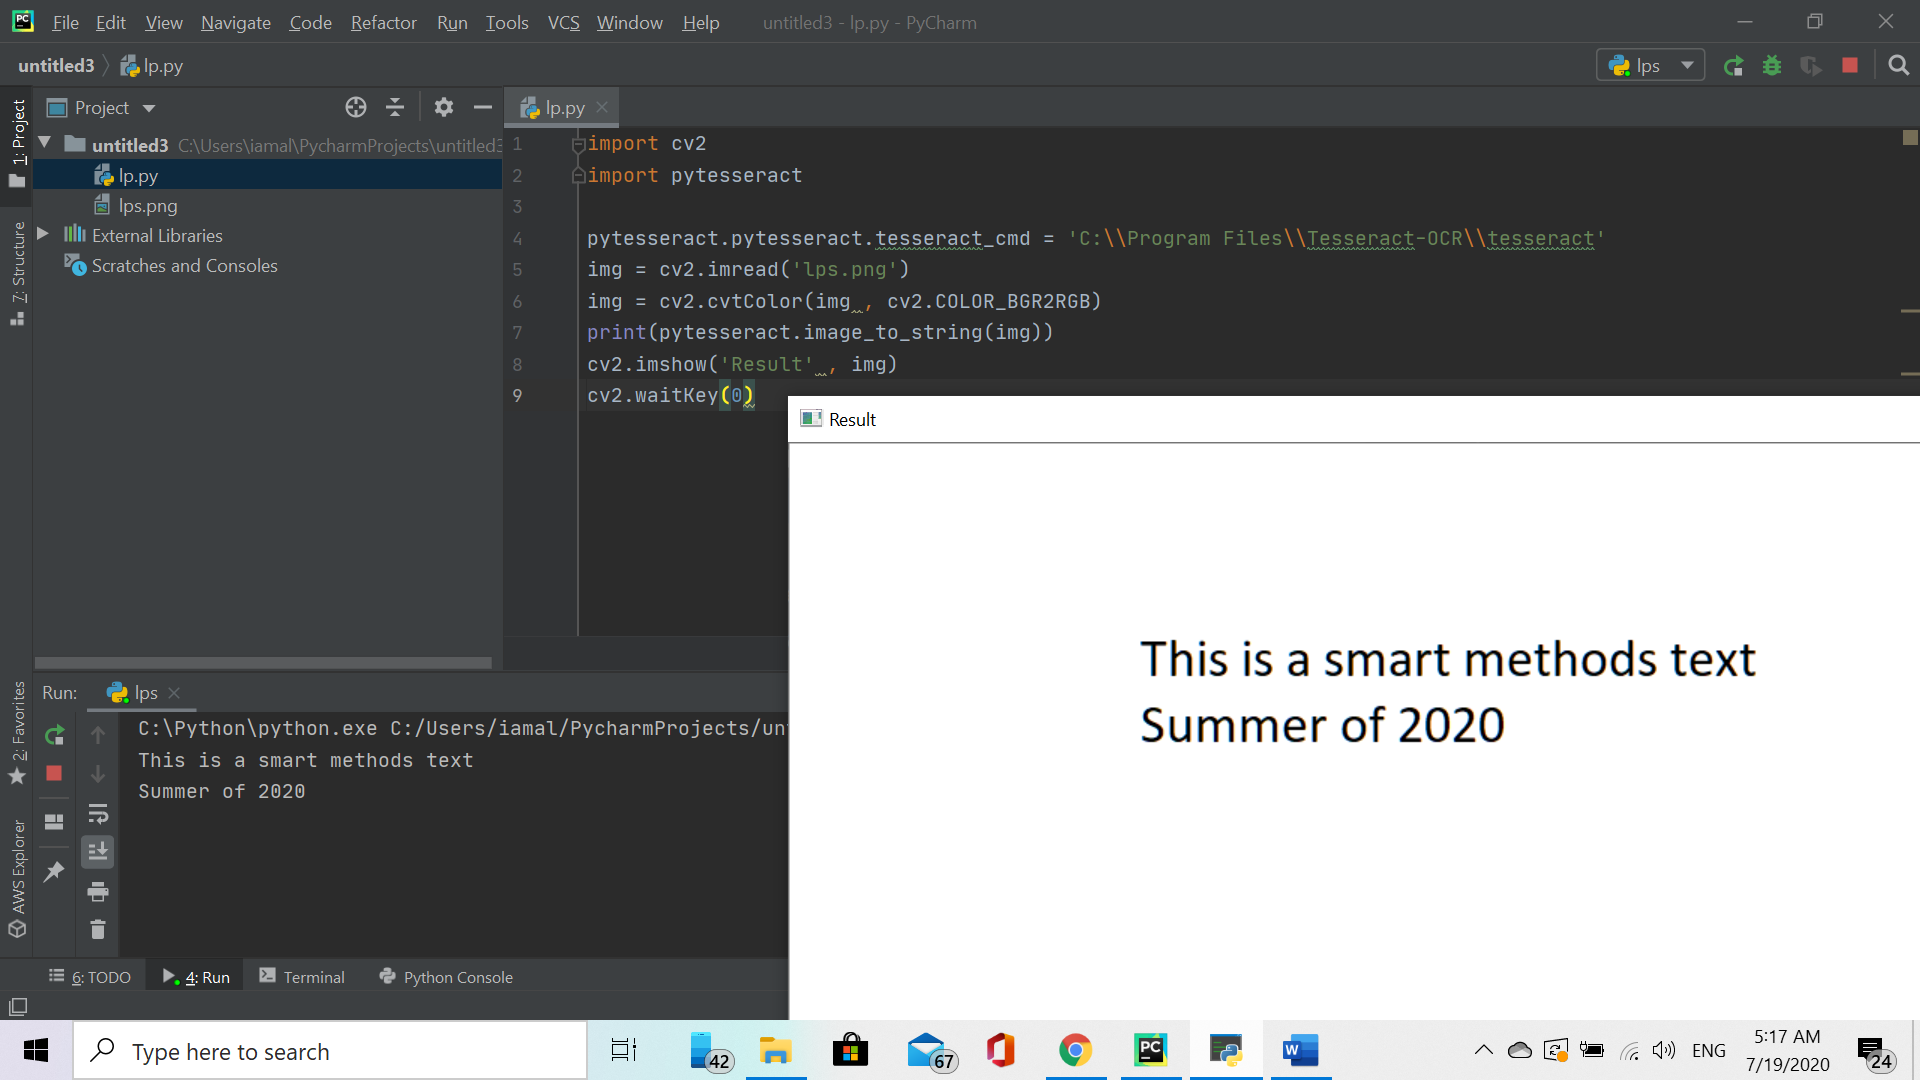 File Edit View Navigate Code Refactor Run Tools VCS Window Help untitled3 - lp.py - PyCharm
untitled3 lp.py lps
1: Project
7: Structure
2: Favorites
AWS Explorer
Project
untitled3 C:\Users\iamal\PycharmProjects\untitled3
lp.py
lps.png
External Libraries
Scratches and Consoles
lp.py
1 import cv2
2 import pytesseract
3
4 pytesseract.pytesseract.tesseract_cmd = 'C:\\Program Files\\Tesseract-OCR\\tesseract'
5 img = cv2.imread('lps.png')
6 img = cv2.cvtColor(img , cv2.COLOR_BGR2RGB)
7 print(pytesseract.image_to_string(img))
8 cv2.imshow('Result' , img)
9 cv2.waitKey(0)
Result
This is a smart methods text
Summer of 2020
Run: lps
C:\Python\python.exe C:/Users/iamal/PycharmProjects/un
This is a smart methods text
Summer of 2020
6: TODO 4: Run Terminal Python Console
Type here to search
42
67
PC
W
ENG
5:17 AM
7/19/2020
24